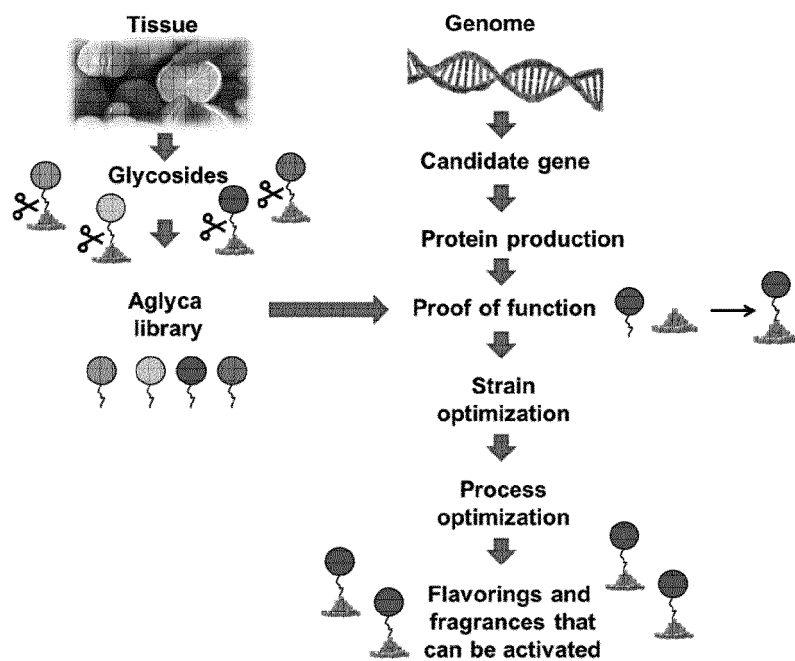 Tissue
Genome
Glycosides
Candidate gene
Protein production
Aglyca
library
Proof of function
Strain
optimization
Process
optimization
Flavorings and
fragrances that
can be activated